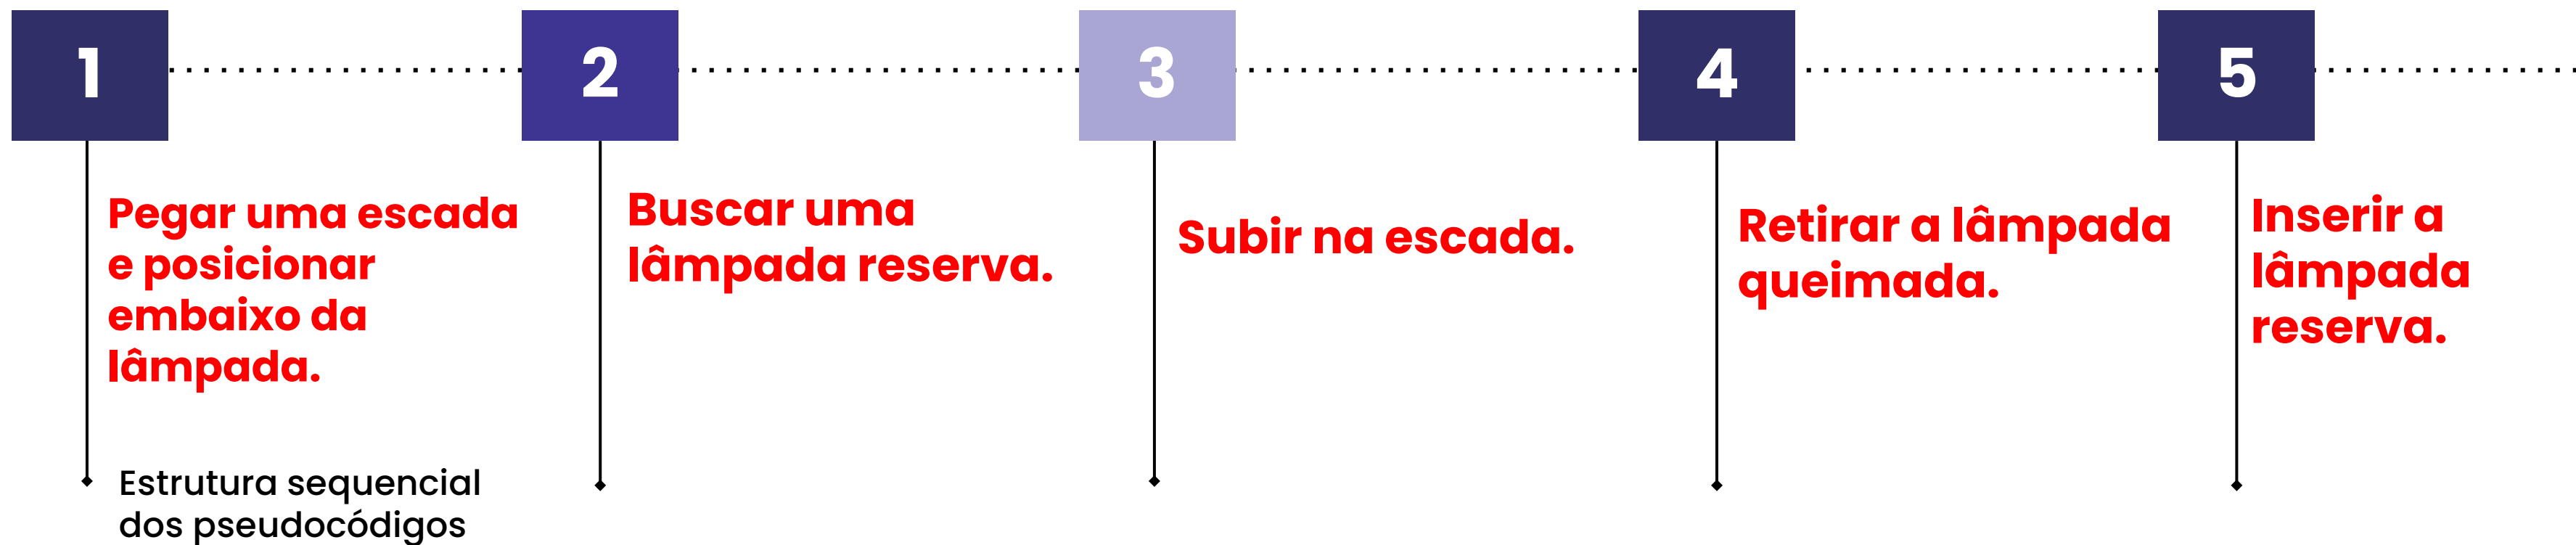 1
2
3
4
5
Pegar uma escada
e posicionar
embaixo da
lâmpada.
Buscar uma
lâmpada reserva.
Subir na escada.
Retirar a lâmpada
queimada.
Inserir a
lâmpada
reserva.
Estrutura sequencial
dos pseudocódigos